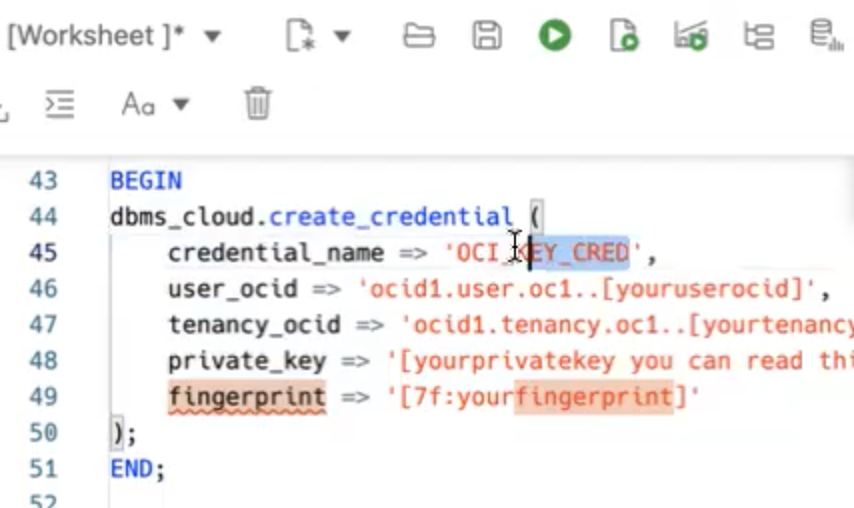 [Worksheet ]*
Aa
43 BEGIN
44 dbms_cloud.create_credential (
45 credential_name => 'OCI_KEY_CRED',
46 user_ocid => 'ocid1.user.oc1..[youruserocid]',
47 tenancy_ocid => 'ocid1.tenancy.oc1..[yourtenancy
48 private_key => '[yourprivatekey you can read thi
49 fingerprint => '[7f:yourfingerprint]'
50 );
51 END;
52